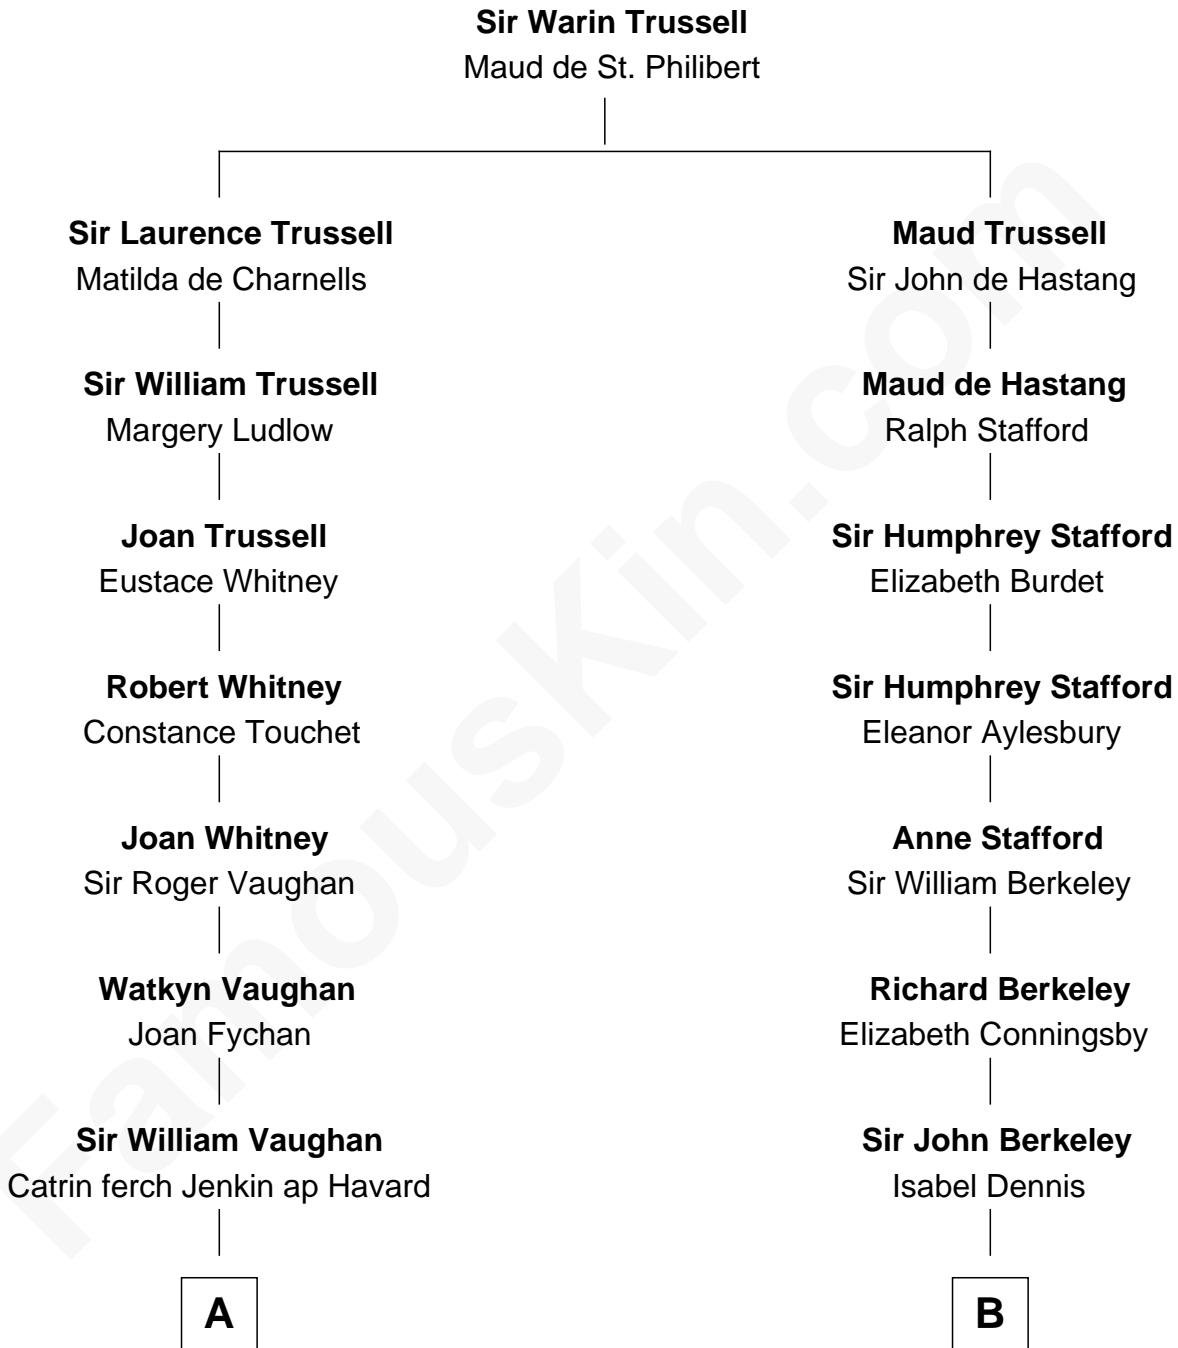 Sir Warin Trussell
Maud de St. Philibert
Sir Laurence Trussell
Matilda de Charnells
Sir William Trussell
Margery Ludlow
Joan Trussell
Eustace Whitney
Robert Whitney
Constance Touchet
Joan Whitney
Sir Roger Vaughan
Watkyn Vaughan
Joan Fychan
Sir William Vaughan
Catrin ferch Jenkin ap Havard
A
Maud Trussell
Sir John de Hastang
Maud de Hastang
Ralph Stafford
Sir Humphrey Stafford
Elizabeth Burdet
Sir Humphrey Stafford
Eleanor Aylesbury
Anne Stafford
Sir William Berkeley
Richard Berkeley
Elizabeth Conningsby
Sir John Berkeley
Isabel Dennis
B
FamousKin.com